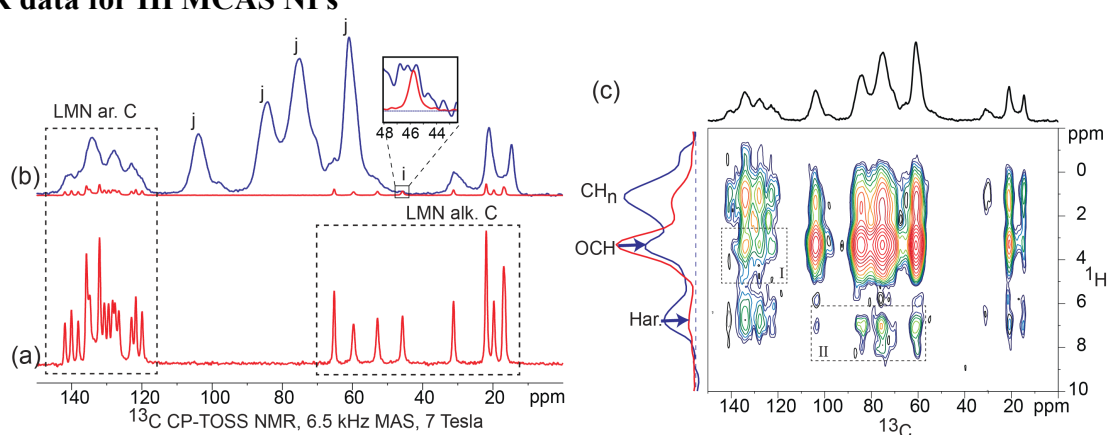 R data for III MCAS NPs
j
j
j
j
LMN ar. C
48 46 44
i
(b)
LMN alk. C
(a)
140 120 100 80 60 40 20 ppm
13C CP-TOSS NMR, 6.5 kHz MAS, 7 Tesla
(c)
ppm
0
CHn
2
OCH
4
I
1H
6
Har.
II
8
10
140 120 100 80 60 40 20 ppm
13C